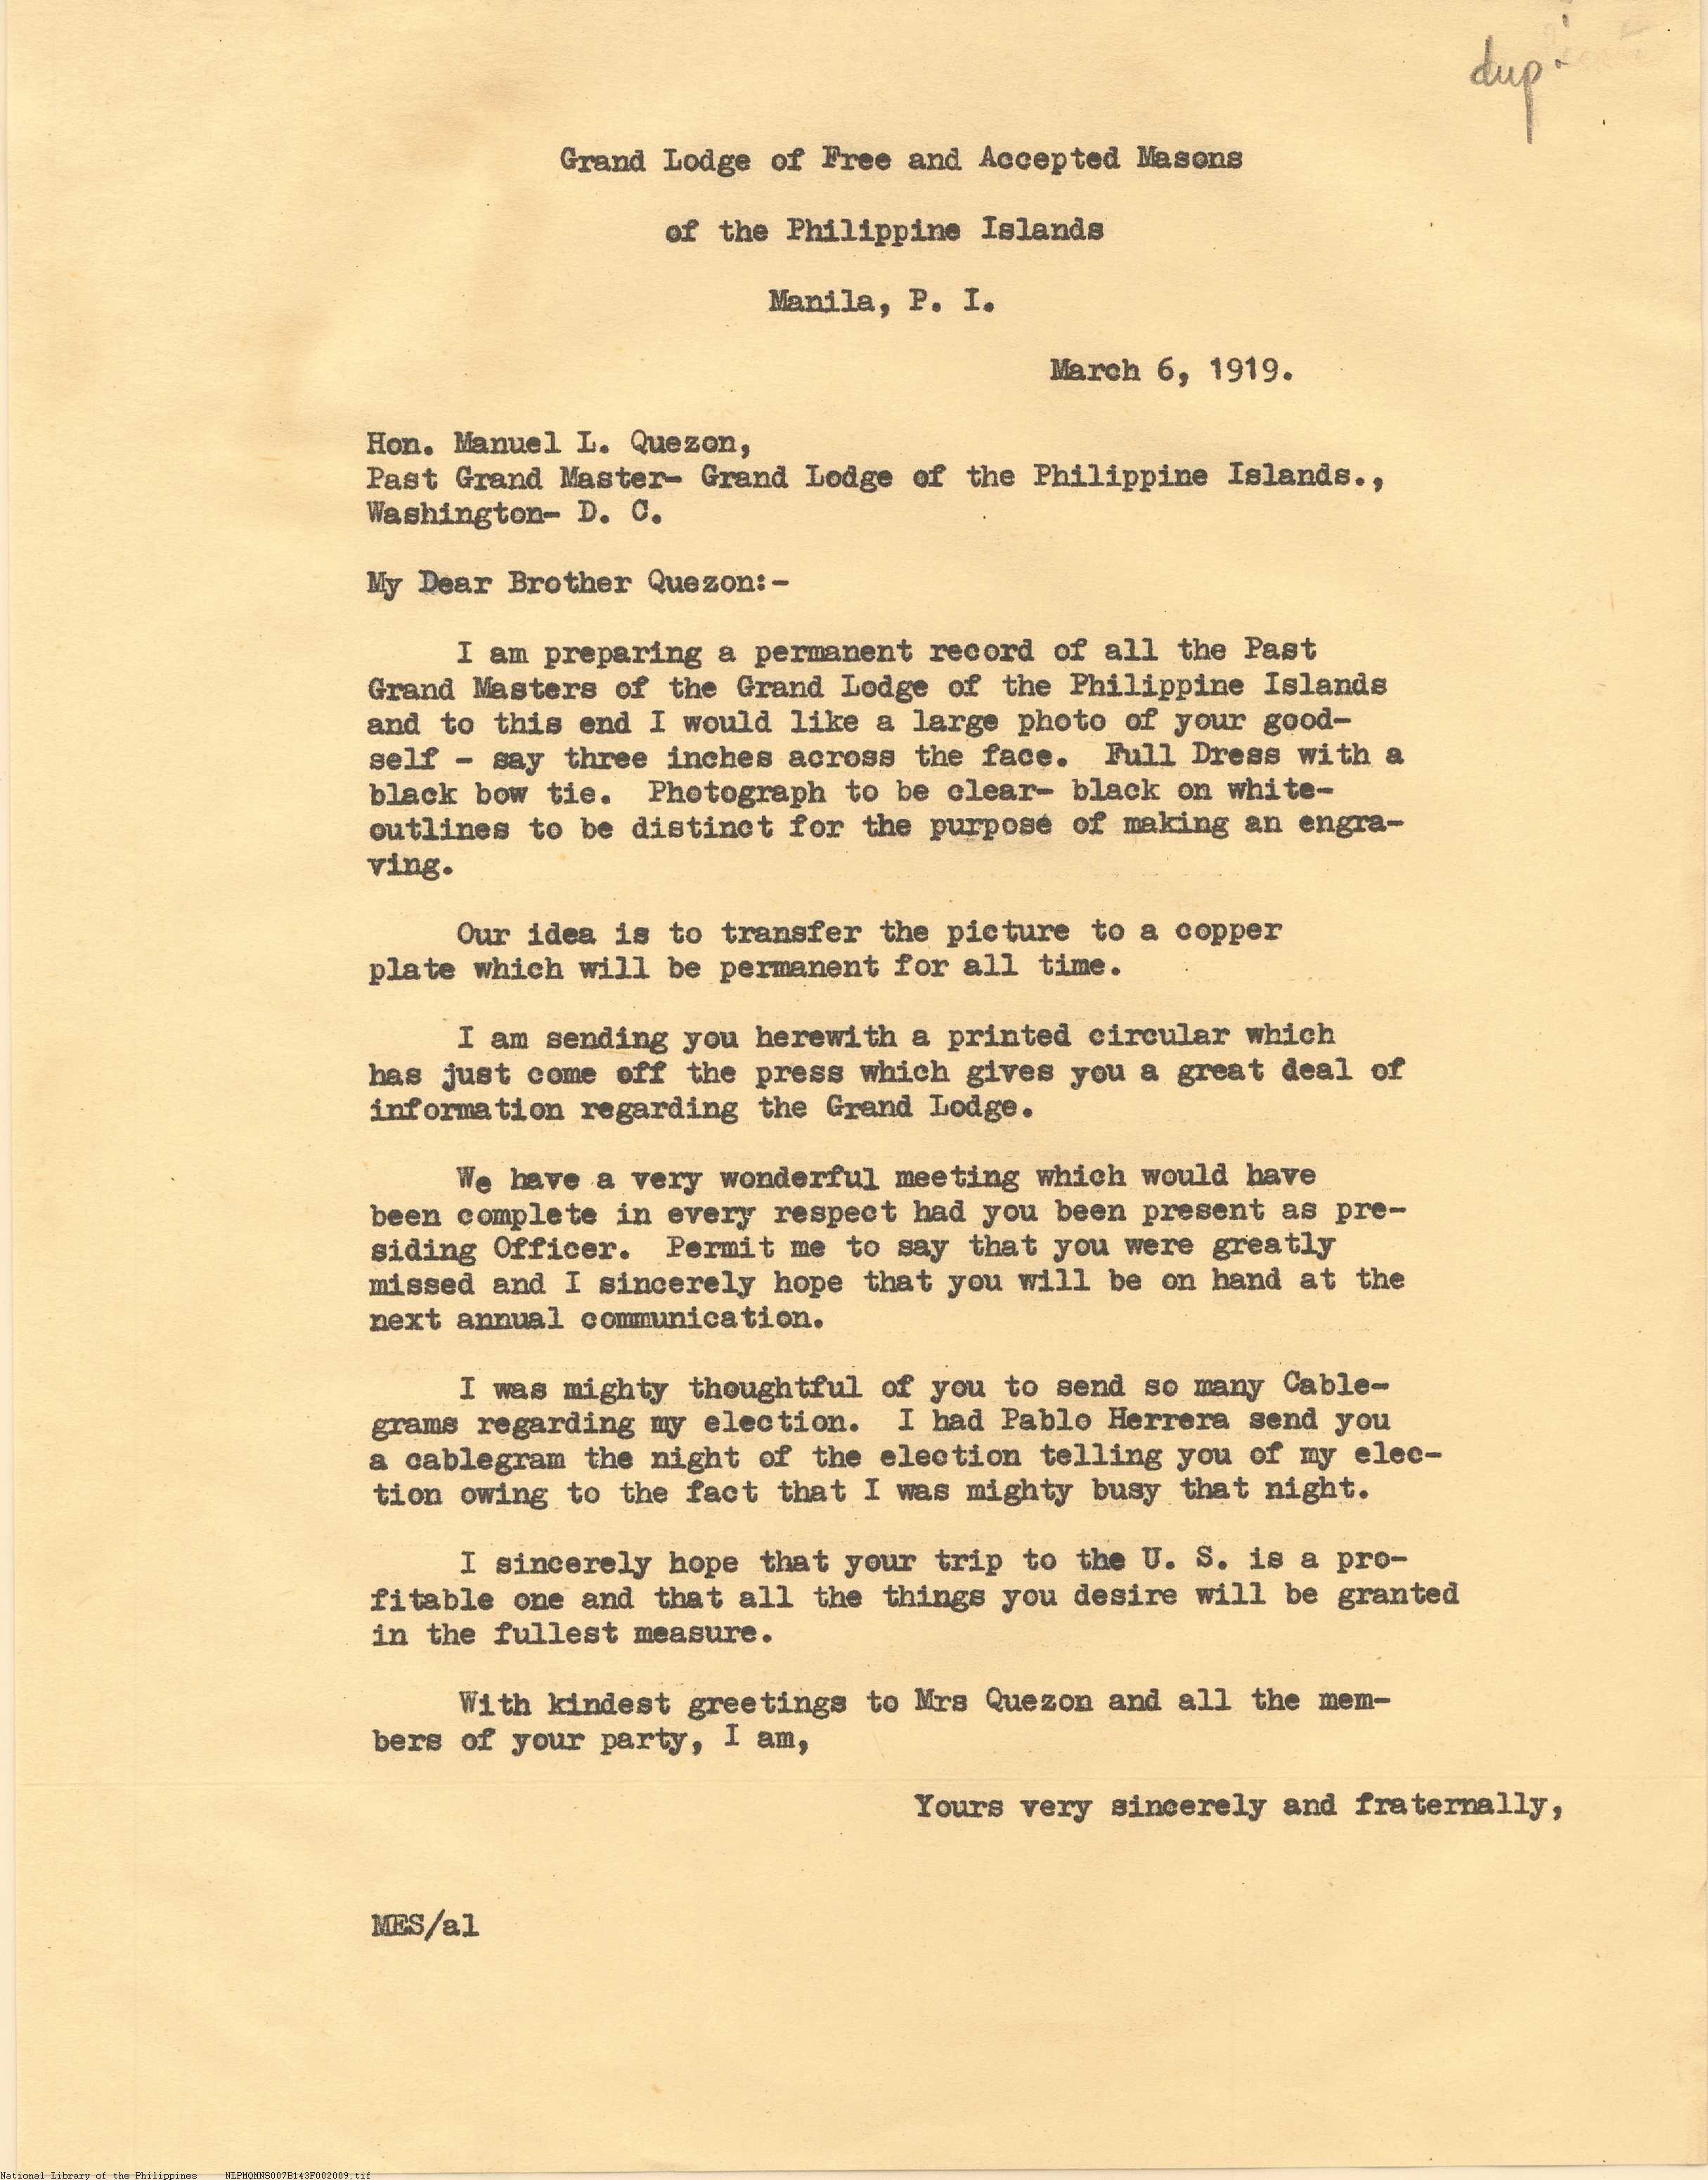 dup.
Grand Lodge of Free and Accepted Masons
of the Philippine Islands
Manila, P. I.
March 6, 1919.
Hon. Manuel L. Quezon,
Past Grand Master- Grand Lodge of the Philippine Islands.,
Washington- D. C.
My Dear Brother Quezon:-
I am preparing a permanent record of all the Past
Grand Masters of the Grand Lodge of the Philippine Islands
and to this end I would like a large photo of your good-
self - say three inches across the face. Full Dress with a
black bow tie. Photograph to be clear- black on white-
outlines to be distinct for the purpose of making an engra-
ving.
Our idea is to transfer the picture to a copper
plate which will be permanent for all time.
I am sending you herewith a printed circular which
has just come off the press which gives you a great deal of
information regarding the Grand Lodge.
We have a very wonderful meeting which would have
been complete in every respect had you been present as pre-
siding Officer. Permit me to say that you were greatly
missed and I sincerely hope that you will be on hand at the
next annual communication.
I was mighty thoughtful of you to send so many Cable-
grams regarding my election. I had Pablo Herrera send you
a cablegram the night of the election telling you of my elec-
tion owing to the fact that I was mighty busy that night.
I sincerely hope that your trip to the U. S. is a pro-
fitable one and that all the things you desire will be granted
in the fullest measure.
With kindest greetings to Mrs Quezon and all the mem-
bers of your party, I am,
Yours very sincerely and fraternally,
MES/al
National Library of the Philippines NLPMQMNS007B143F002009.tif